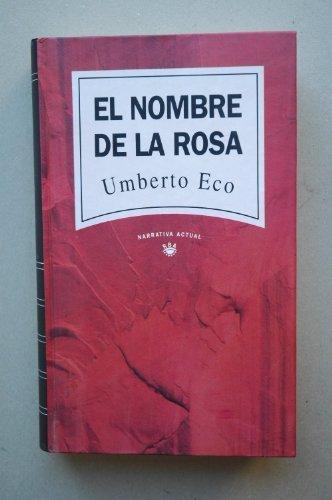 EL NOMBRE
DE LA ROSA
Umberto Eco
NARRATIVA ACTUAL
RBA